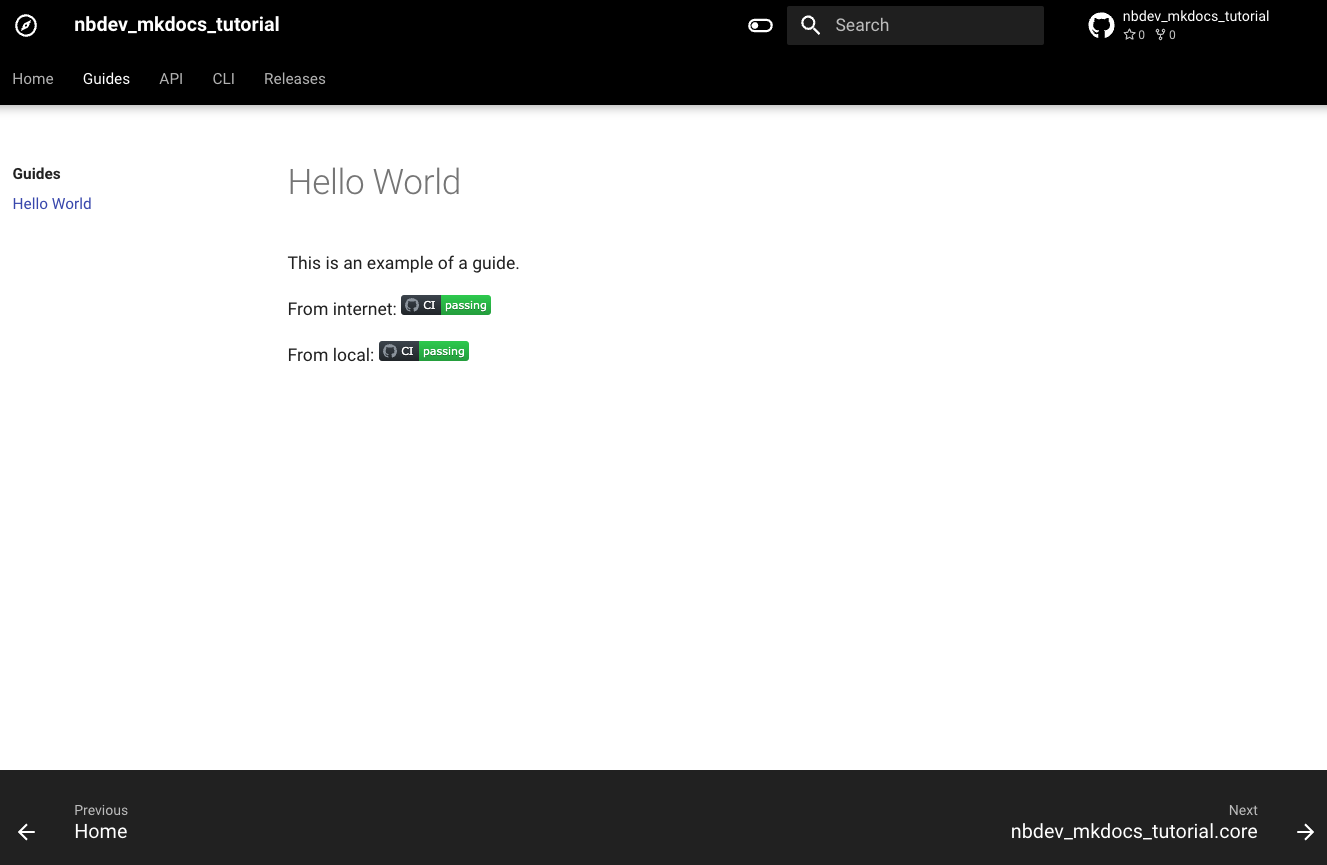 nbdev_mkdocs_tutorial
Search
nbdev_mkdocs_tutorial
0 0
Home Guides API CLI Releases
Guides
Hello World
Hello World
This is an example of a guide.
From internet: CI passing
From local: CI passing
Previous
Home
Next
nbdev_mkdocs_tutorial.core